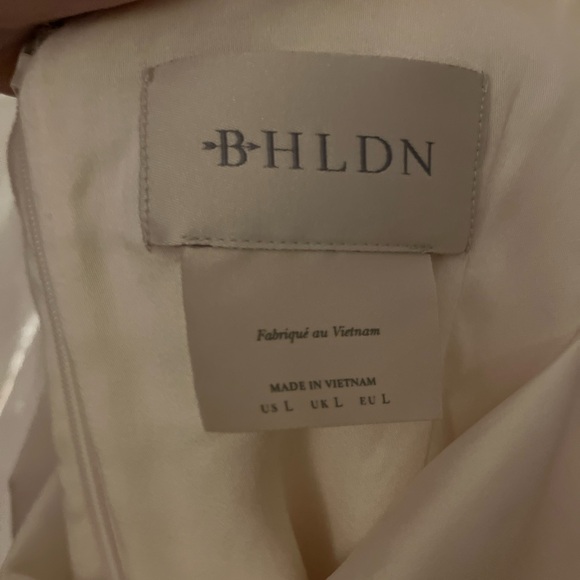 BHLDN
Fabriqué au Vietnam
MADE IN VIETNAM
US L UK L EU L